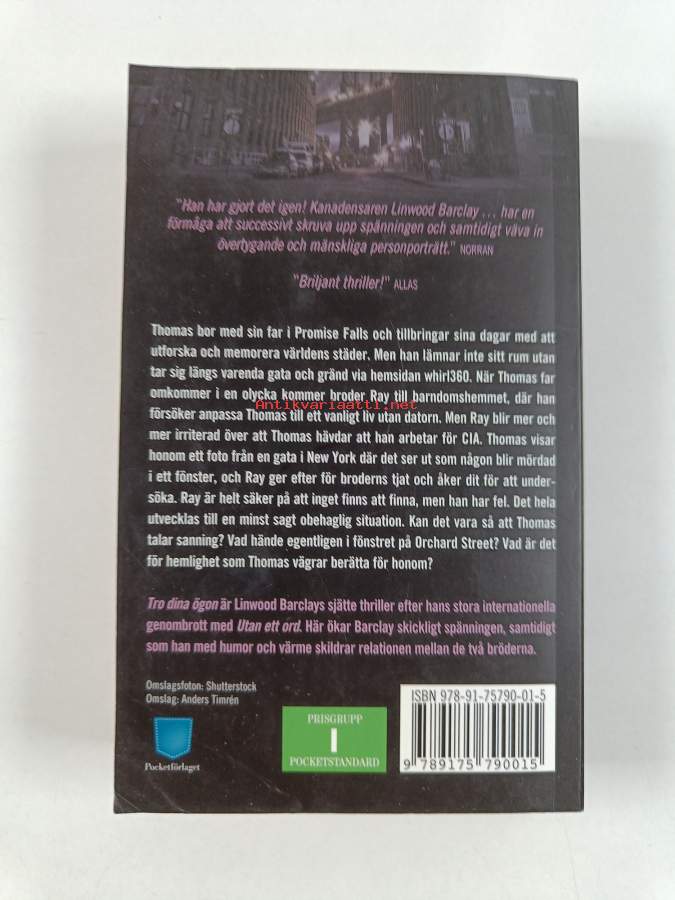 "Han har gjort det igen! Kanadensaren Linwood Barclay ... har en
förmåga att successivt skruva upp spänningen och samtidigt väva in
övertygande och mänskliga personporträtt." NORRAN
"Briljant thriller!" ALLAS
Thomas bor med sin far i Promise Falls och tillbringar sina dagar med att
utforska och memorera världens städer. Men han lämnar inte sitt rum utan
tar sig längs varenda gata och gränd via hemsidan whirl360. När Thomas far
omkommer i en olycka kommer broder Ray till barndomshemmet, där han
Antikvariaatti.net
försöker anpassa Thomas till ett vanligt liv utan datorn. Men Ray blir mer och
mer irriterad över att Thomas hävdar att han arbetar för CIA. Thomas visar
honom ett foto från en gata i New York där det ser ut som någon blir mördad
i ett fönster, och Ray ger efter för broderns tjat och åker dit för att under-
söka. Ray är helt säker på att inget finns att finna, men han har fel. Det hela
utvecklas till en minst sagt obehaglig situation. Kan det vara så att Thomas
talar sanning? Vad hände egentligen i fönstret på Orchard Street? Vad är det
för hemlighet som Thomas vägrar berätta för honom?
Tro dina ögon är Linwood Barclays sjätte thriller efter hans stora internationella
genombrott med Utan ett ord. Här ökar Barclay skickligt spänningen, samtidigt
som han med humor och värme skildrar relationen mellan de två bröderna.
Omslagsfoton: Shutterstock
Omslag: Anders Timrén
Pocketförlaget
PRISGRUPP
I
POCKETSTANDARD
ISBN 978-91-75790-01-5
9 789175 790015